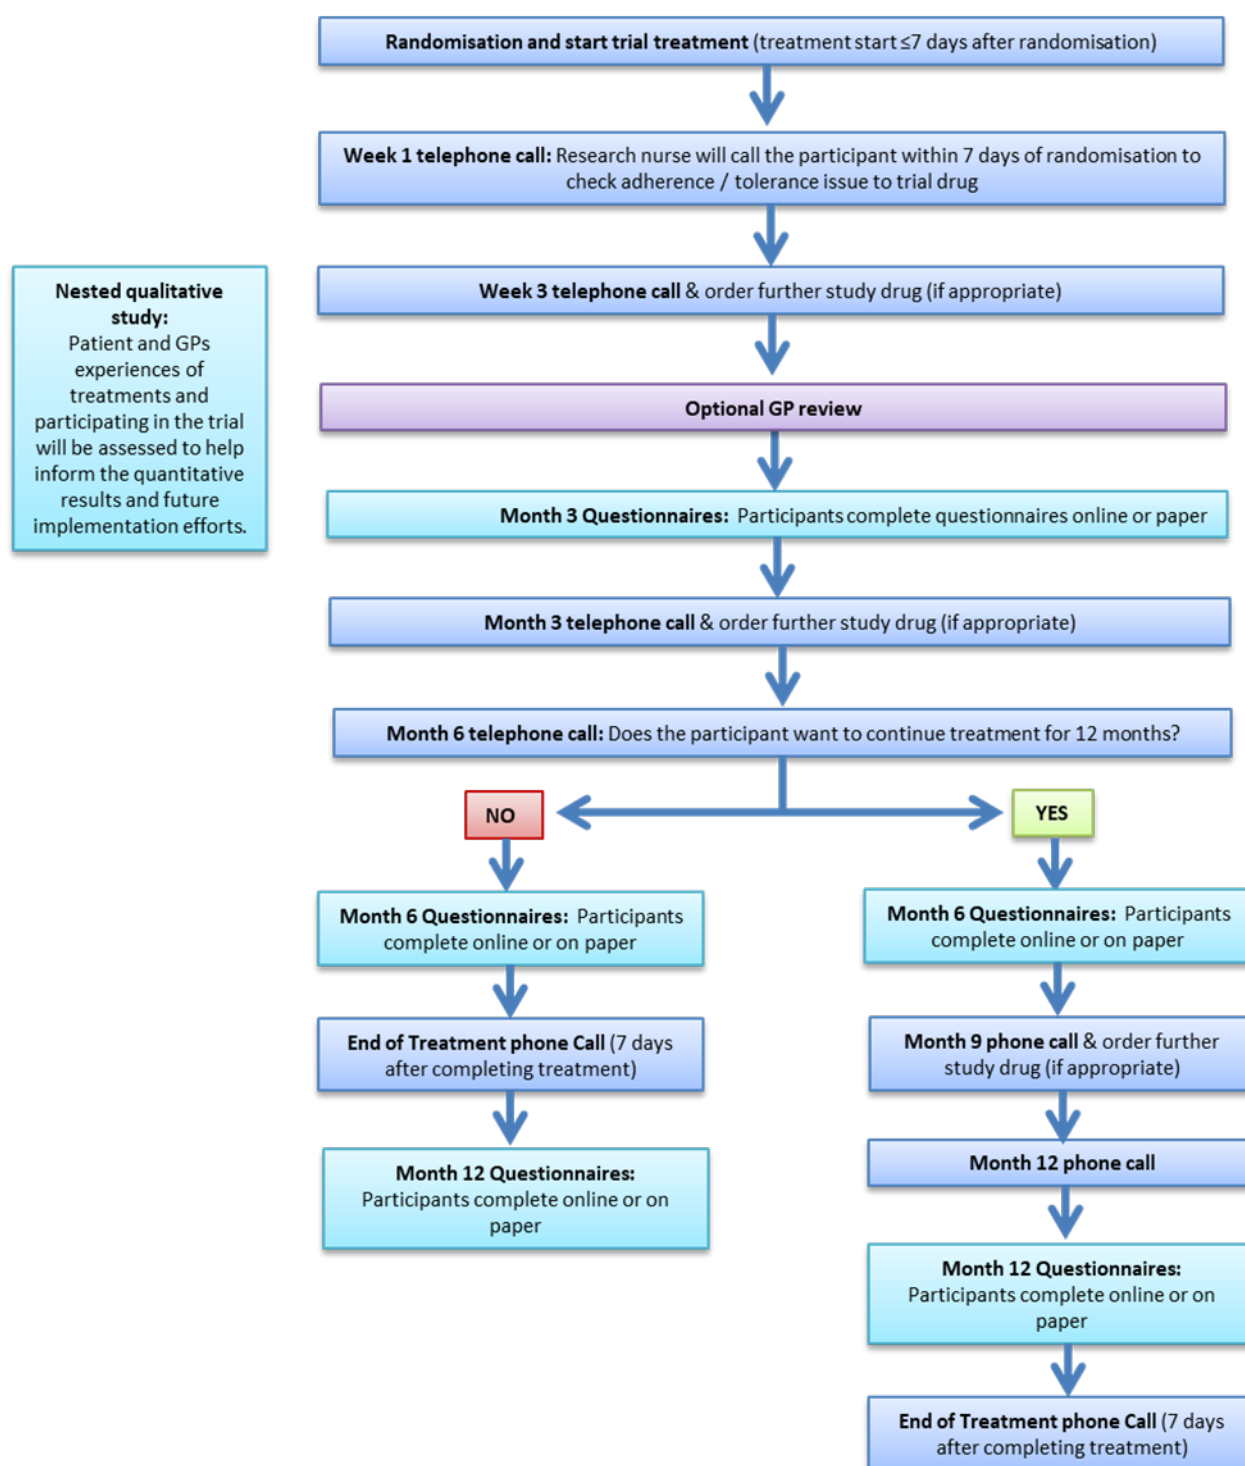 Randomisation and start trial treatment (treatment start ≤7 days after randomisation)
Week 1 telephone call: Research nurse will call the participant within 7 days of randomisation to
check adherence / tolerance issue to trial drug
Week 3 telephone call & order further study drug (if appropriate)
Nested qualitative
study:
Patient and GPs
experiences of
treatments and
participating in the trial
will be assessed to help
inform the quantitative
results and future
implementation efforts.
Optional GP review
Month 3 Questionnaires: Participants complete questionnaires online or paper
Month 3 telephone call & order further study drug (if appropriate)
Month 6 telephone call: Does the participant want to continue treatment for 12 months?
NO
Month 6 Questionnaires: Participants
complete online or on paper
End of Treatment phone Call (7 days
after completing treatment)
Month 12 Questionnaires:
Participants complete online or on
paper
YES
Month 6 Questionnaires: Participants
complete online or on paper
Month 9 phone call & order further
study drug (if appropriate)
Month 12 phone call
Month 12 Questionnaires:
Participants complete online or on
paper
End of Treatment phone Call (7 days
after completing treatment)